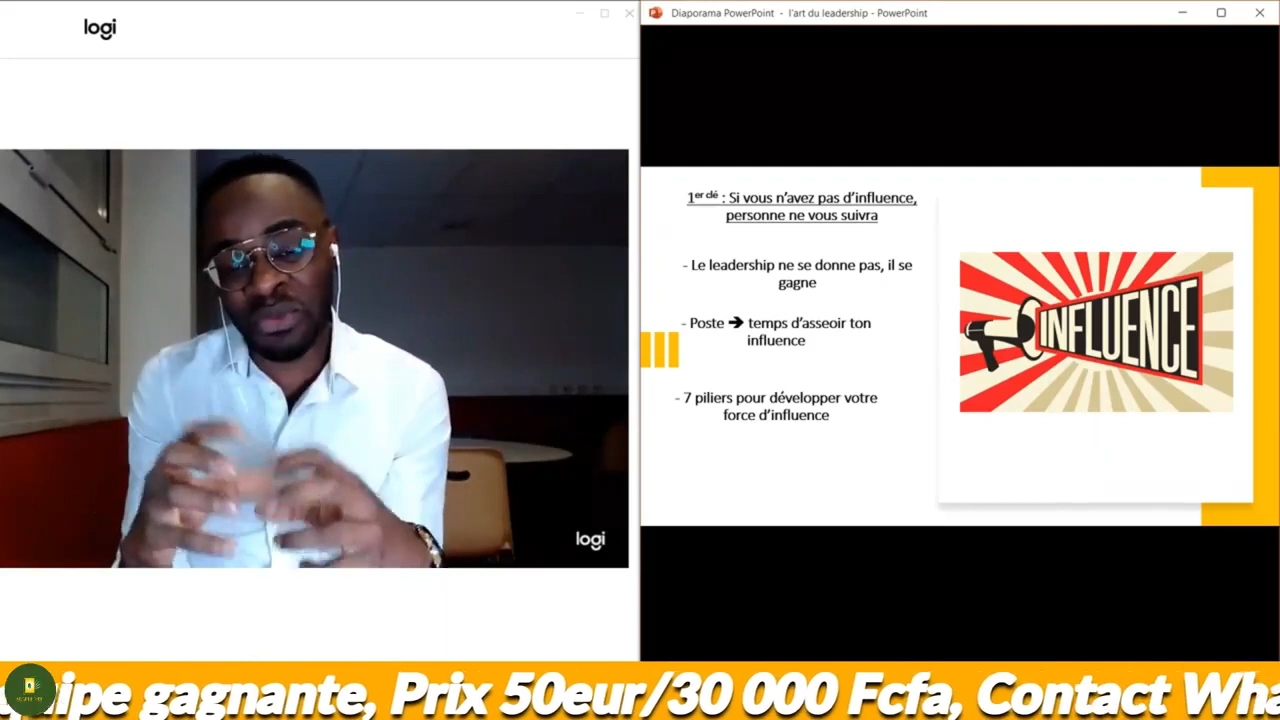 logi
Diaporama PowerPoint - l'art du leadership - PowerPoint
1er clé : Si vous n'avez pas d'influence,
personne ne vous suivra
- Le leadership ne se donne pas, il se
gagne
- Poste ➔ temps d'asseoir ton
influence
- 7 piliers pour développer votre
force d'influence
INFLUENCE
logi
quipe gagnante, Prix 50eur/30 000 Fcfa, Contact Wha